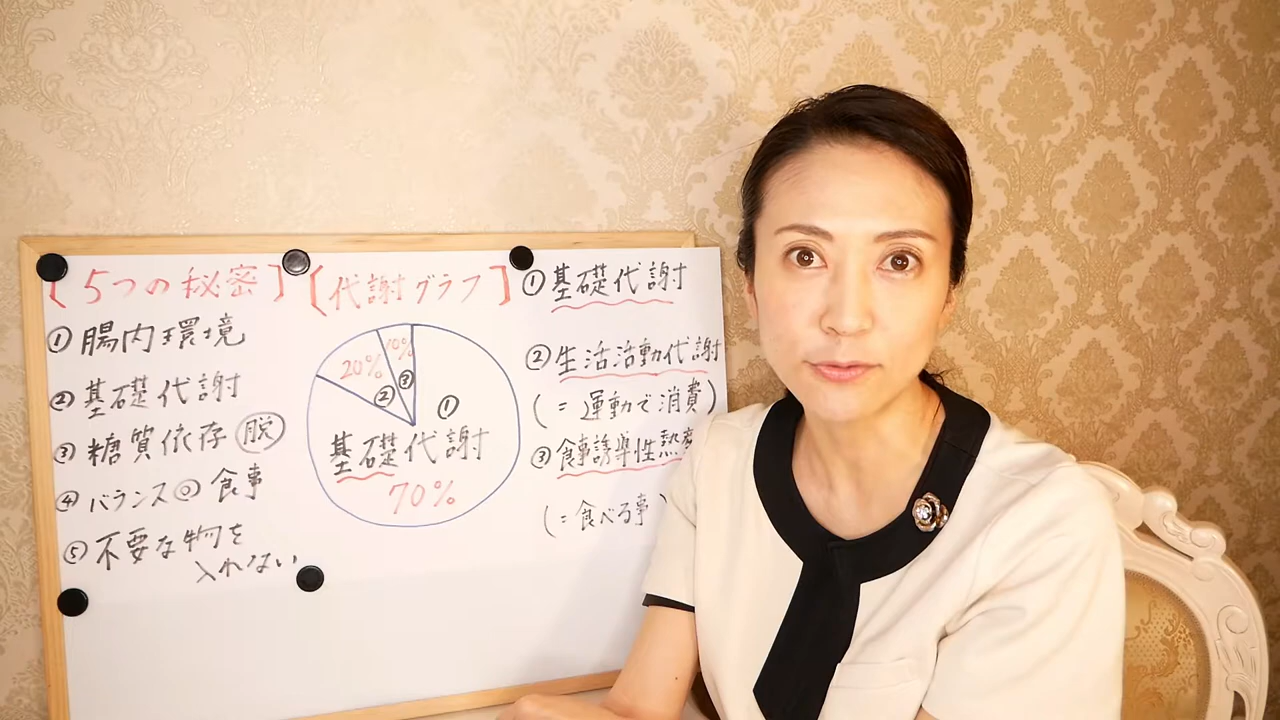 【5つの秘密】
①腸内環境
②基礎代謝
③糖質依存 脱
④バランス◎食事
⑤不要な物を
入れない
【代謝グラフ】
10%
20%
③
②
①
基礎代謝
70%
①基礎代謝
②生活活動代謝
(=運動で消費)
③食事誘導性熱
(=食べる事